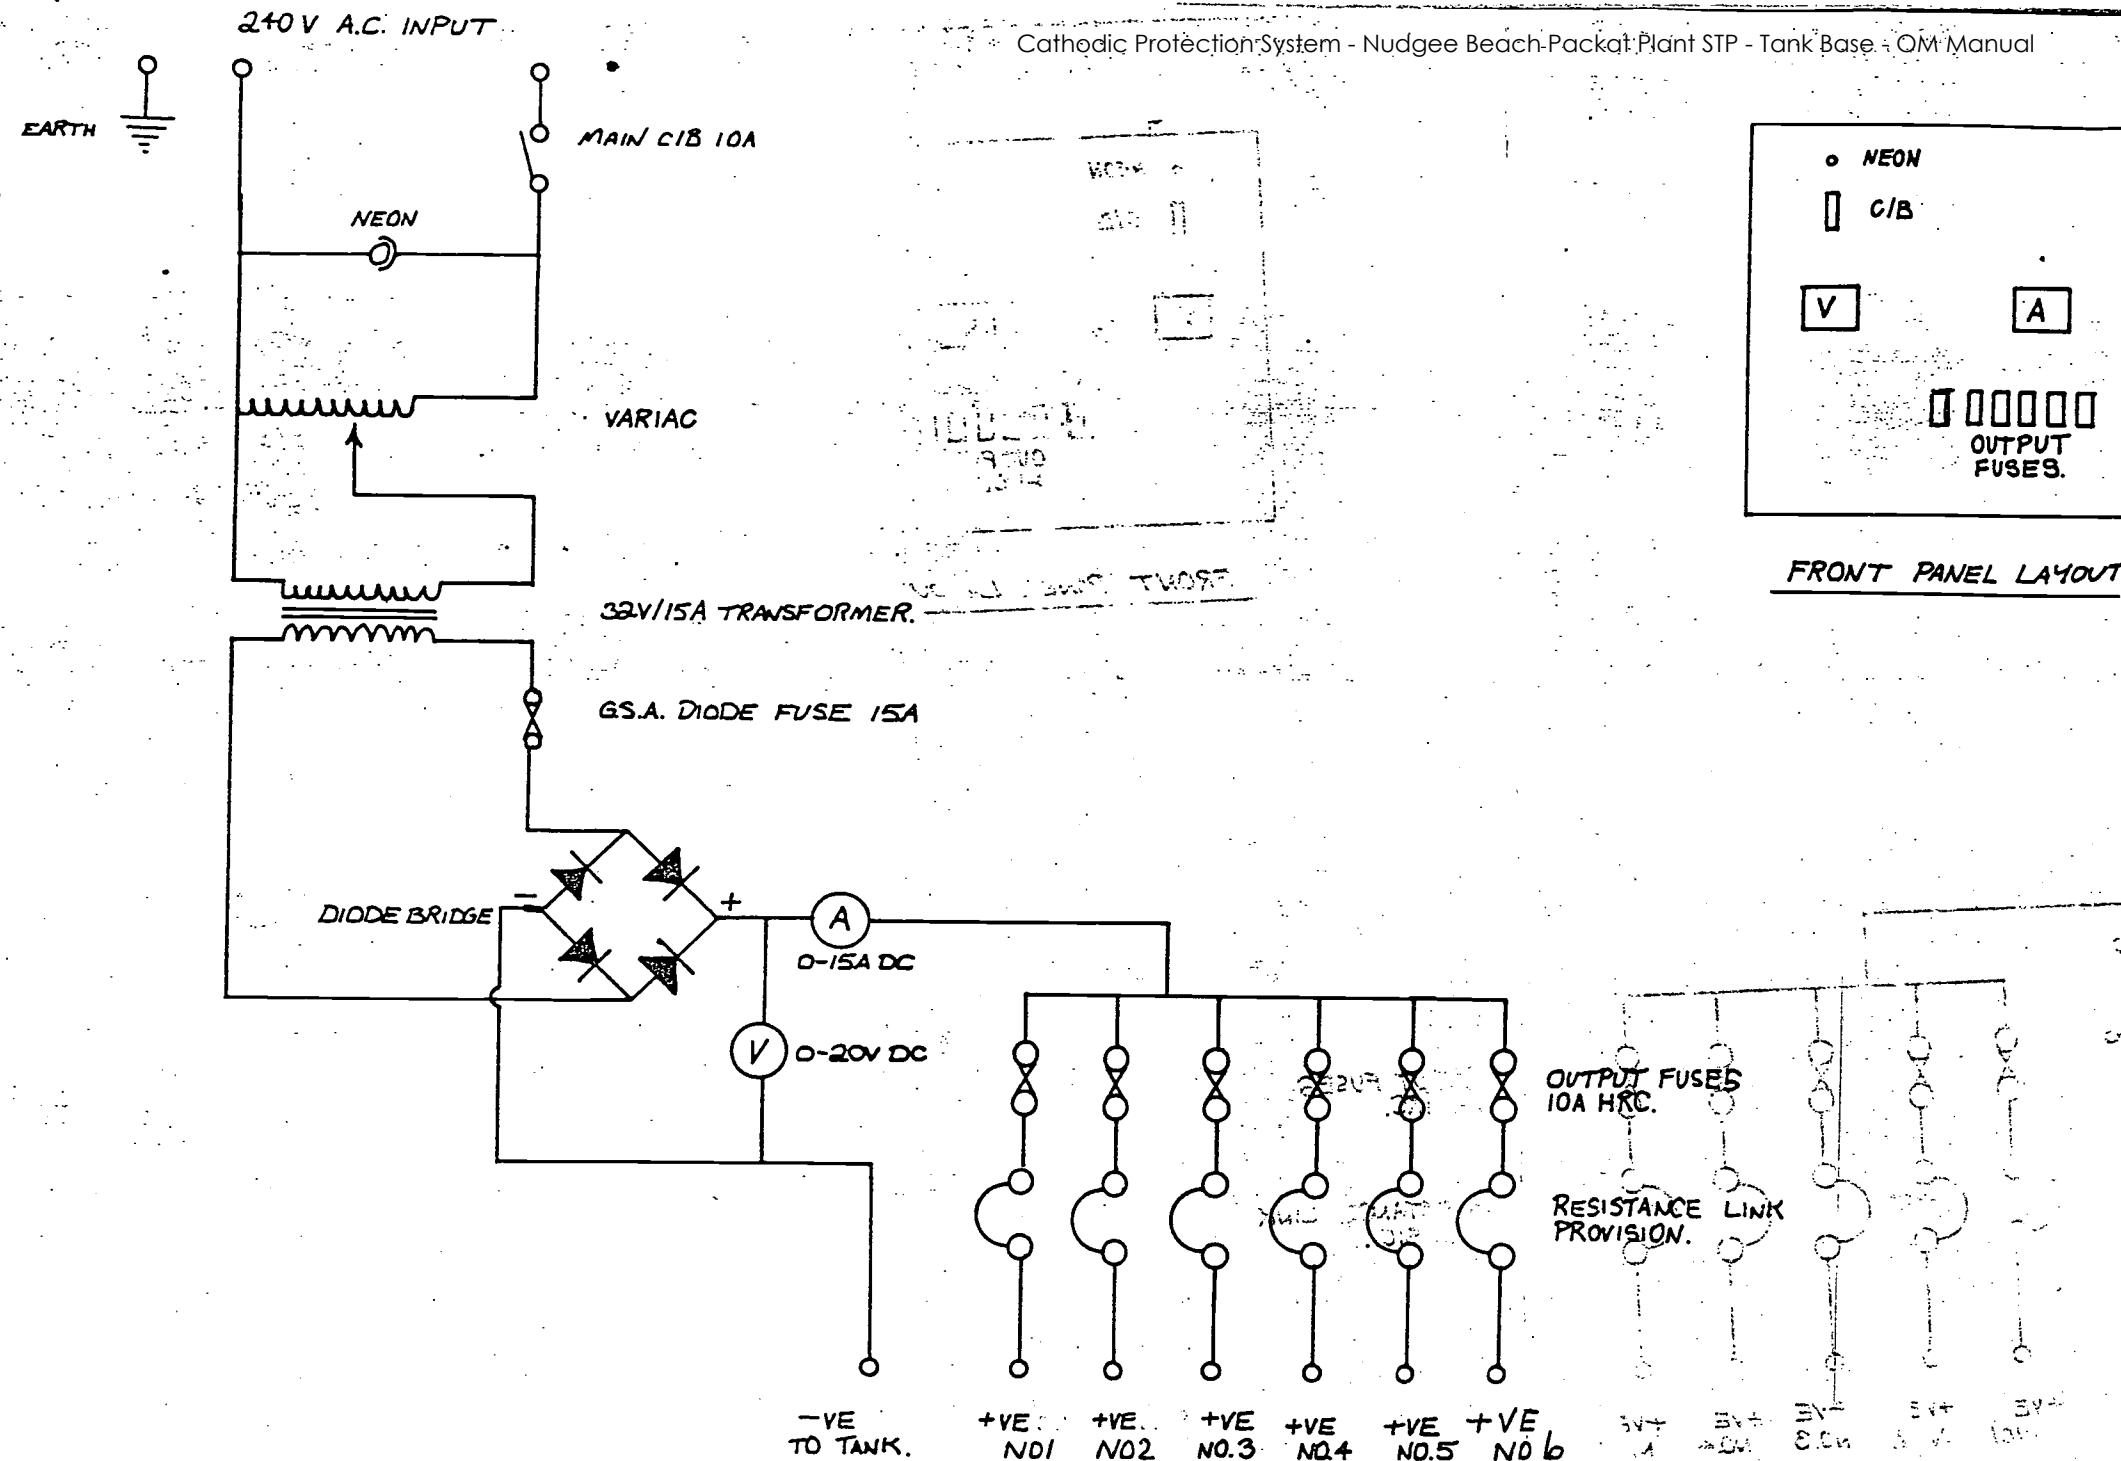 240V A.C. INPUT
Cathodic Protection System - Nudgee Beach Packat Plant STP - Tank Base - OM Manual
EARTH
MAIN C/B 10A
NEON
VARIAC
32V/15A TRANSFORMER.
G.S.A. DIODE FUSE 15A
DIODE BRIDGE
−
+
A
0-15A DC
V
0-20V DC
OUTPUT FUSES
10A HRC.
RESISTANCE LINK
PROVISION.
-VE
TO TANK.
+VE
NO1
+VE
NO2
+VE
NO.3
+VE
NO.4
+VE
NO.5
+VE
NO 6
NEON
C/B
V
A
OUTPUT
FUSES.
FRONT PANEL LAYOUT